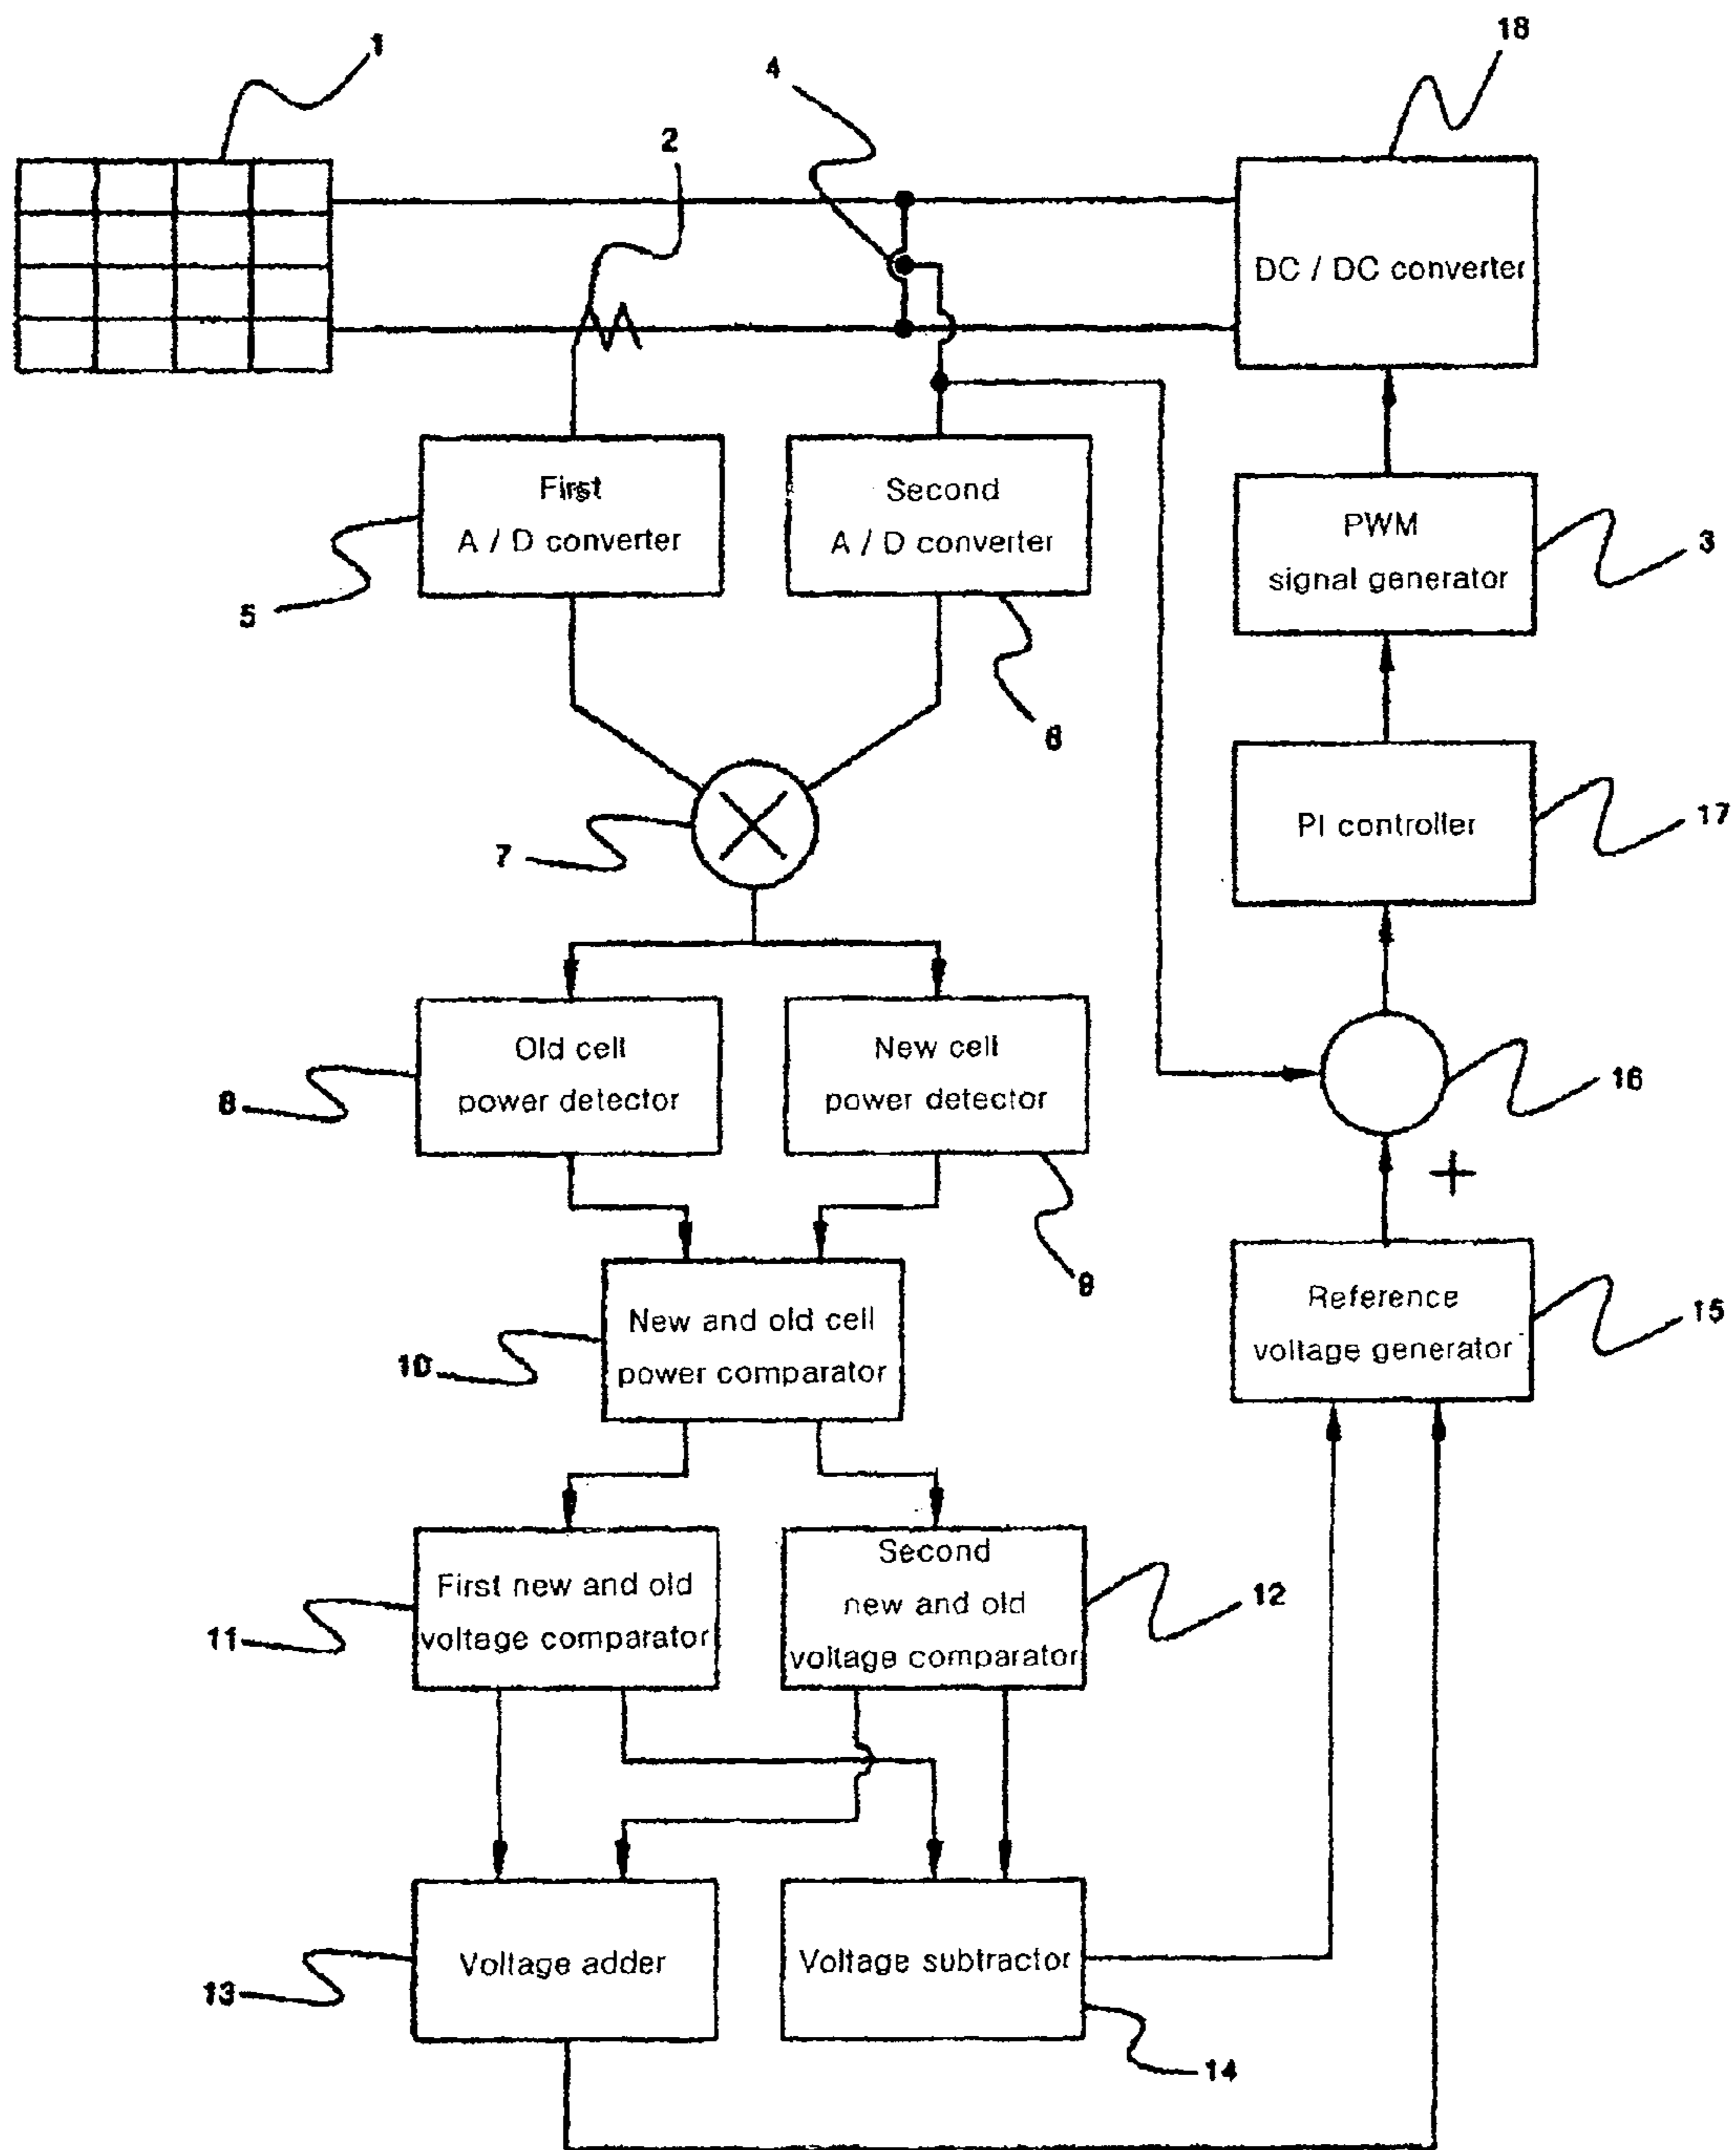 1
18
4
2
DC / DC converter
First
A / D converter
Second
A / D converter
PWM
signal generator
3
5
6
PI controller
17
7
Old cell
power detector
New cell
power detector
16
8
+
9
New and old cell
power comparator
10
Reference
voltage generator
15
First new and old
voltage comparator
11
Second
new and old
voltage comparator
12
Voltage adder
Voltage subtractor
13
14